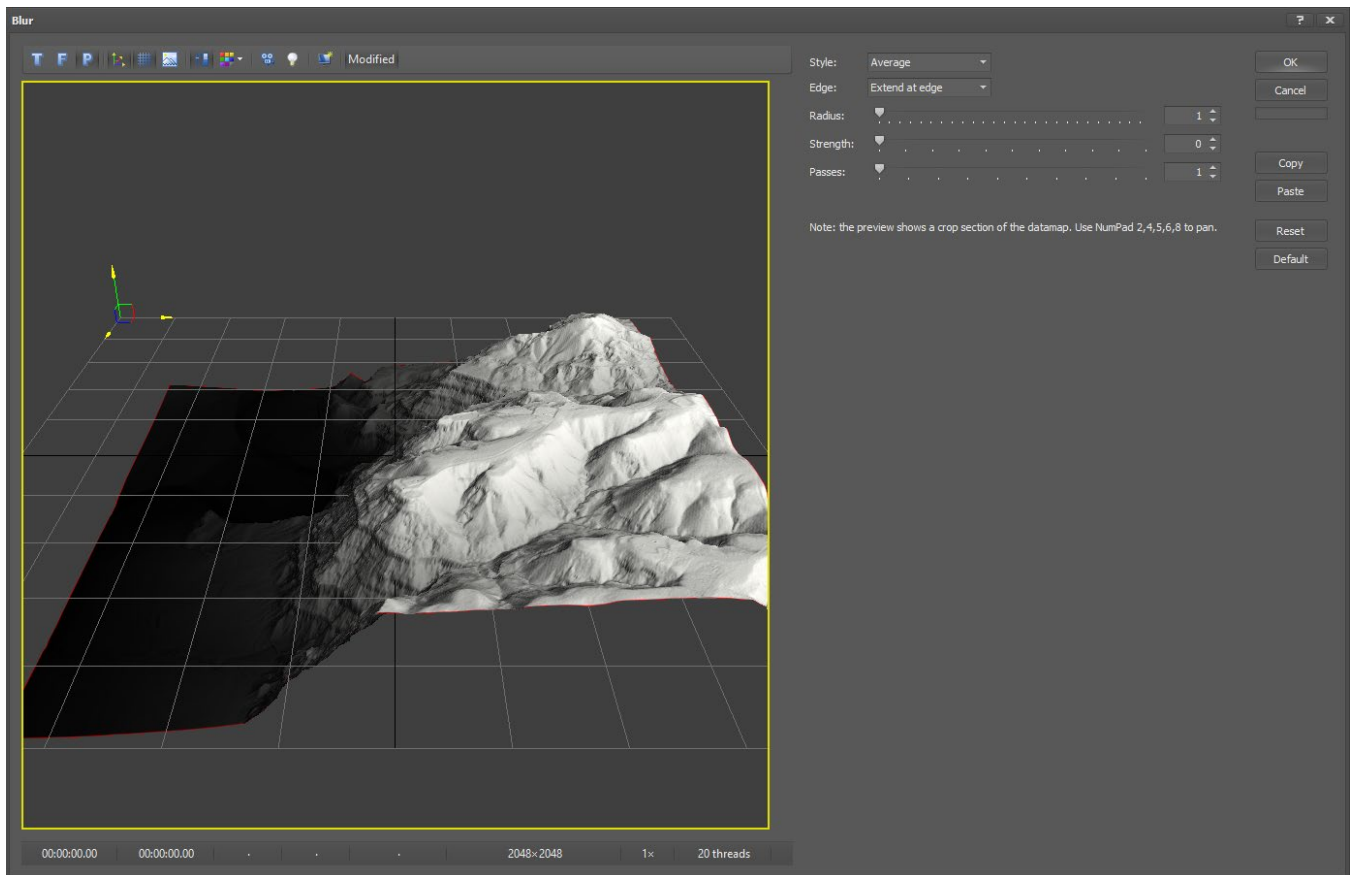 Blur
? ×
T F P Modified
Style: Average
OK
Edge: Extend at edge
Cancel
Radius: 1
Strength: 0
Passes: 1
Copy
Paste
Note: the preview shows a crop section of the datamap. Use NumPad 2,4,5,6,8 to pan.
Reset
Default
00:00:00.00 00:00:00.00 . . . 2048×2048 1× 20 threads